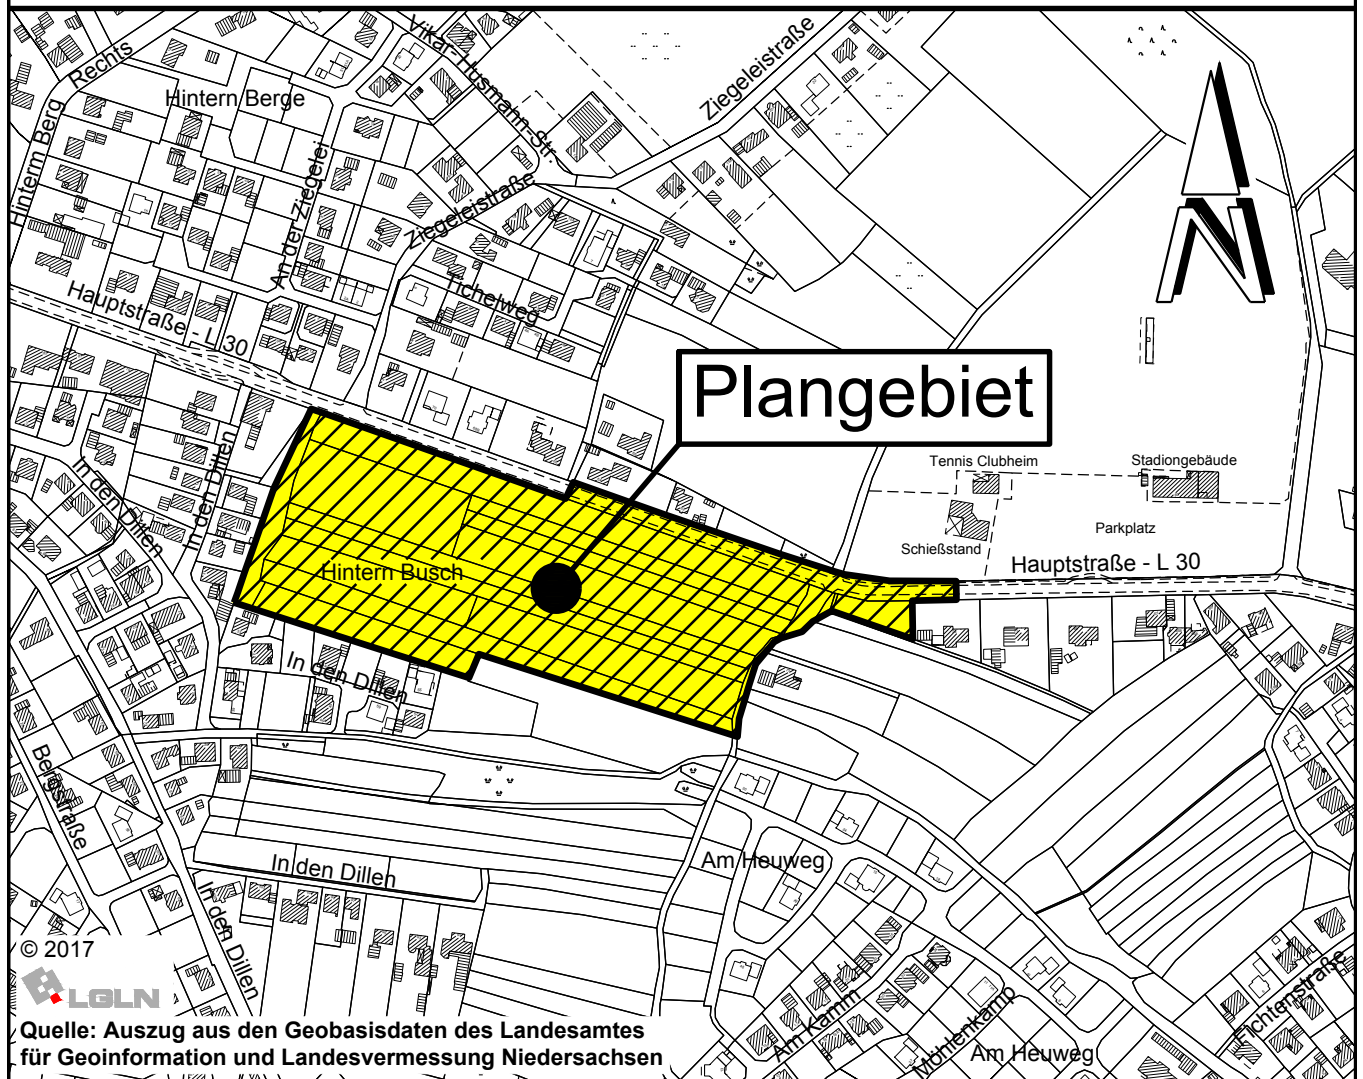 Rechts
Vikar-Husmann-Str.
Ziegeleistraße
Hintern Berge
Hinterm Berg
An der Ziegelei
Ziegeleistraße
Tichelweg
Hauptstraße - L 30
N
Plangebiet
In den Dillen
In den Dillen
Tennis Clubheim
Stadiongebäude
Parkplatz
Schießstand
Hauptstraße - L 30
Hintern Busch
In den Dillen
Bergstraße
In den Dillen
Am Heuweg
In den Dillen
Am Kamm
Möhlenkamp
Am Heuweg
Fichtenstraße
© 2017
LGLN
Quelle: Auszug aus den Geobasisdaten des Landesamtes
für Geoinformation und Landesvermessung Niedersachsen